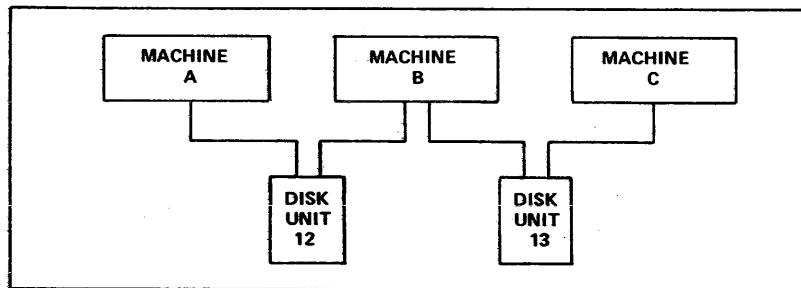 MACHINE
A
MACHINE
B
MACHINE
C
DISK
UNIT
12
DISK
UNIT
13